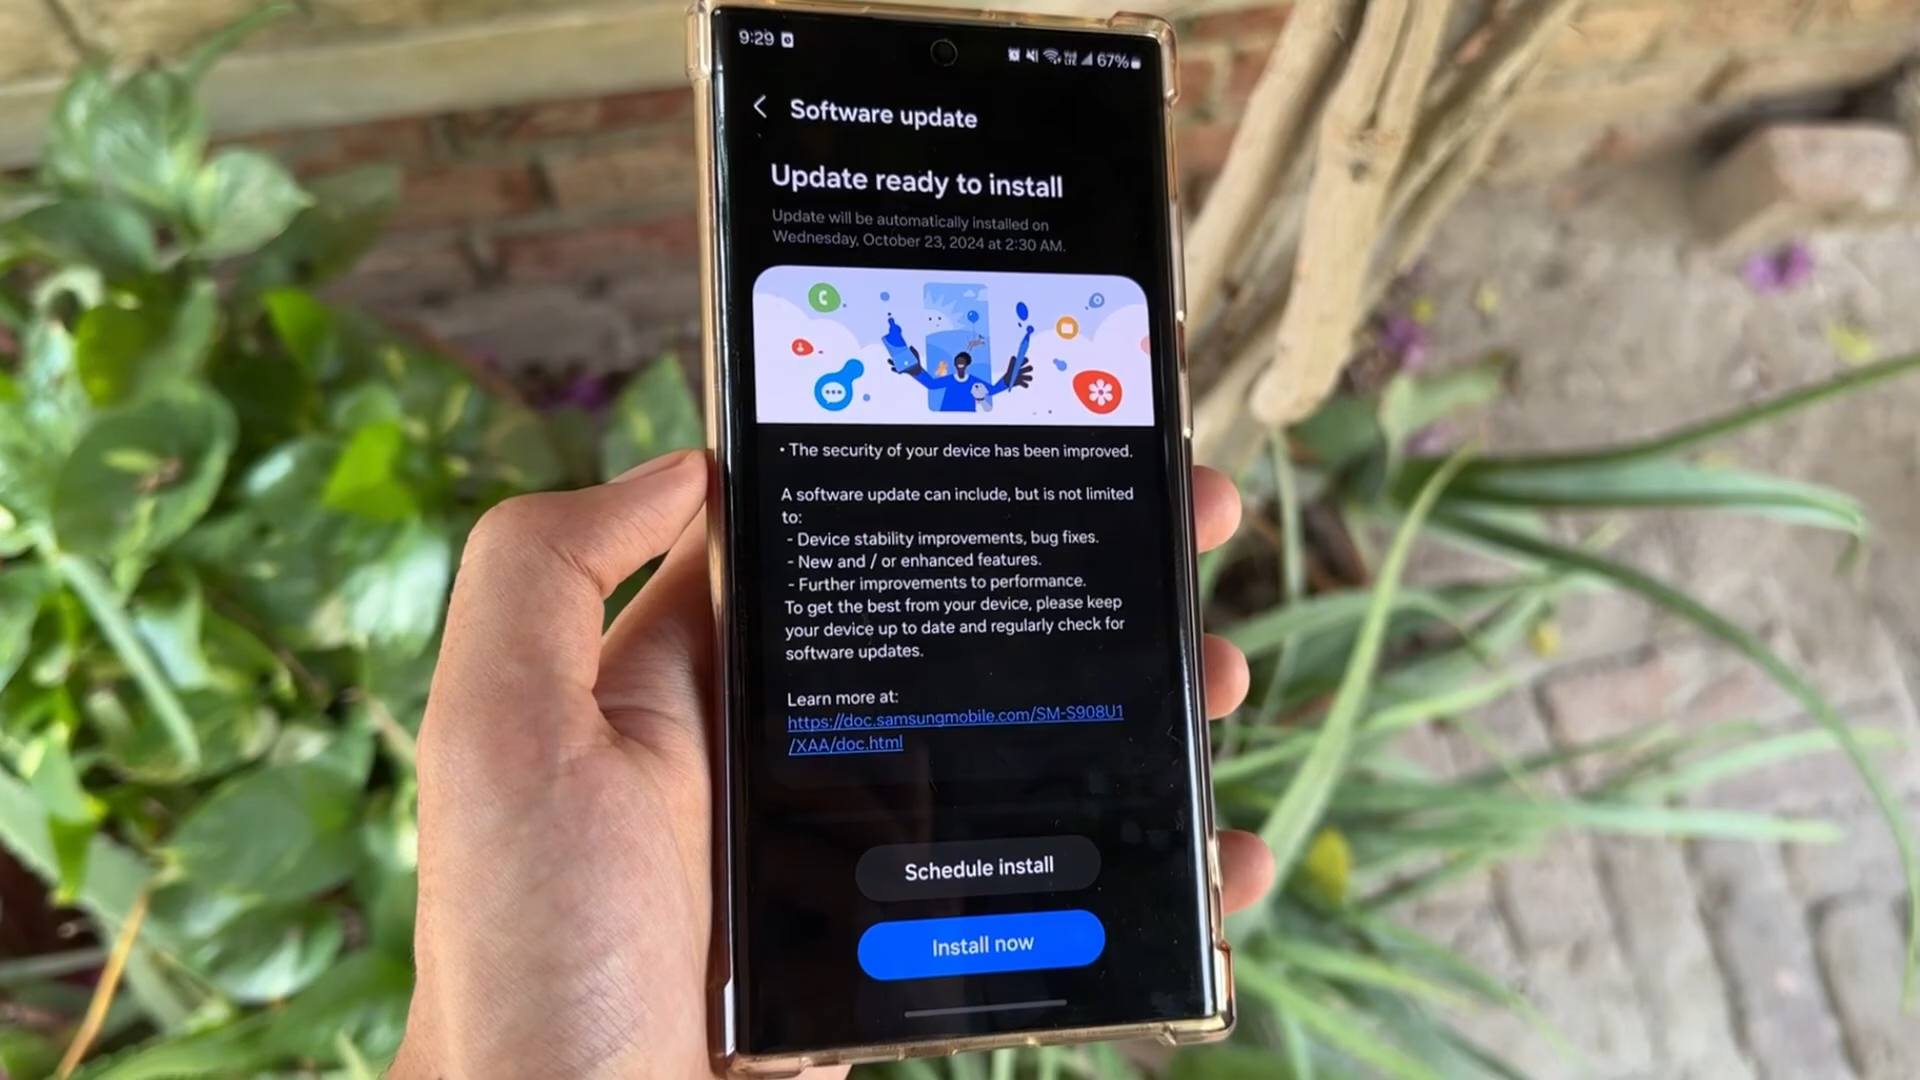 9:29
67%
Software update
Update ready to install
Update will be automatically installed on
Wednesday, October 23, 2024 at 2:30 AM.
• The security of your device has been improved.
A software update can include, but is not limited
to:
- Device stability improvements, bug fixes.
- New and / or enhanced features.
- Further improvements to performance.
To get the best from your device, please keep
your device up to date and regularly check for
software updates.
Learn more at:
https://doc.samsungmobile.com/SM-S908U1
/XAA/doc.html
Schedule install
Install now